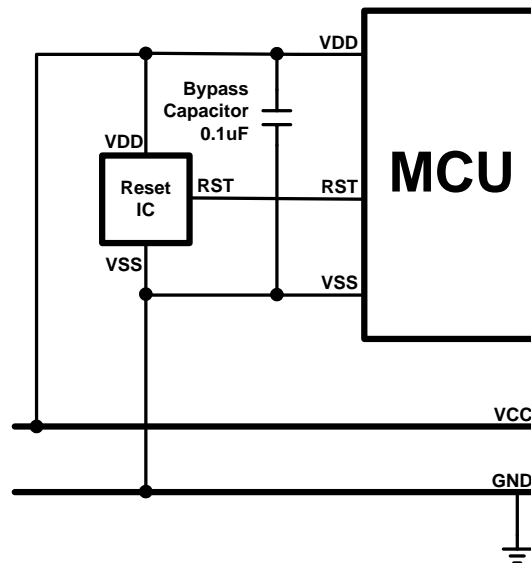 VDD
Bypass
Capacitor
0.1uF
VDD
Reset
IC
RST
RST
MCU
VSS
VSS
VCC
GND